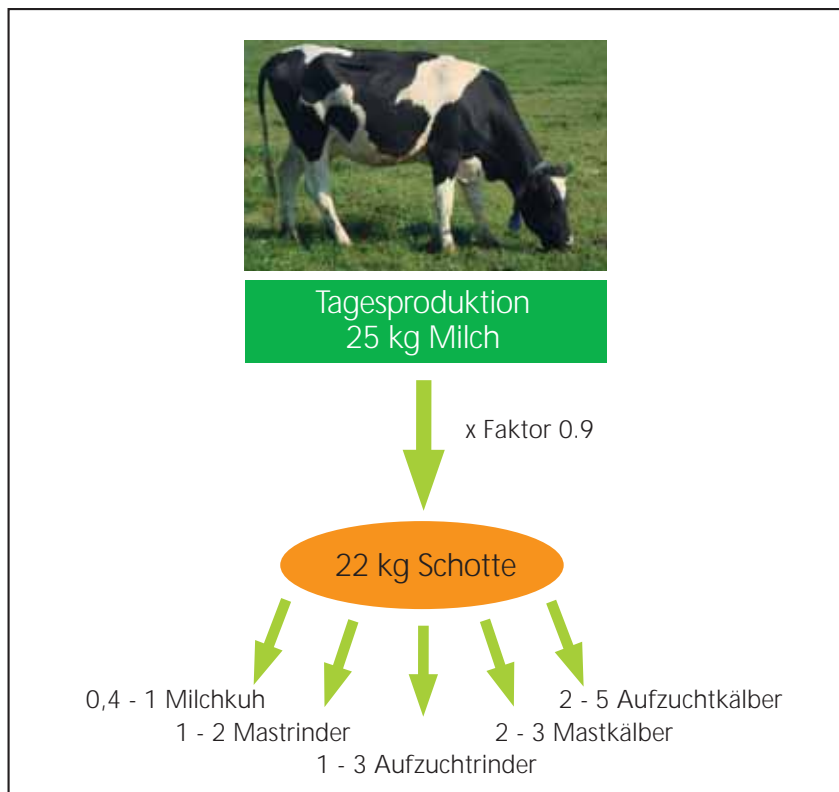 Tagesproduktion
25 kg Milch
x Faktor 0.9
22 kg Schotte
0,4 - 1 Milchkuh
2 - 5 Aufzuchtkälber
1 - 2 Mastrinder
2 - 3 Mastkälber
1 - 3 Aufzuchtrinder